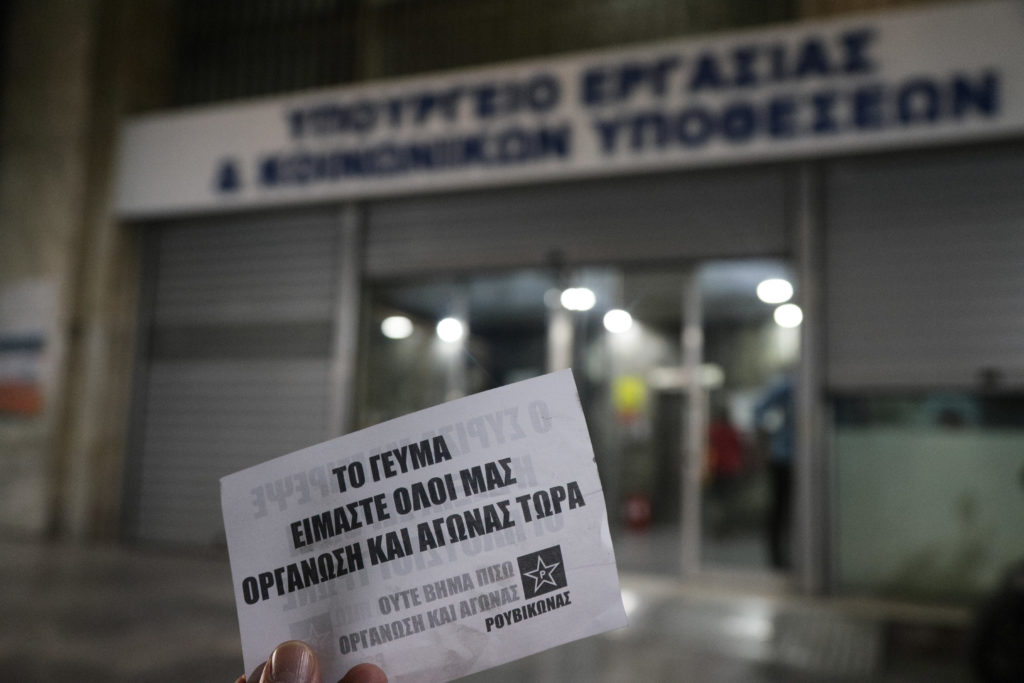 ΥΠΟΥΡΓΕΙΟ ΕΡΓΑΣΙΑΣ
& ΚΟΙΝΩΝΙΚΩΝ ΥΠΟΘΕΣΕΩΝ
ΤΟ ΓΕΥΜΑ
ΕΙΜΑΣΤΕ ΟΛΟΙ ΜΑΣ
ΟΡΓΑΝΩΣΗ ΚΑΙ ΑΓΩΝΑΣ ΤΩΡΑ
ΟΥΤΕ ΒΗΜΑ ΠΙΣΩ
ΟΡΓΑΝΩΣΗ ΚΑΙ ΑΓΩΝΑΣ
Ρ
ΡΟΥΒΙΚΩΝΑΣ